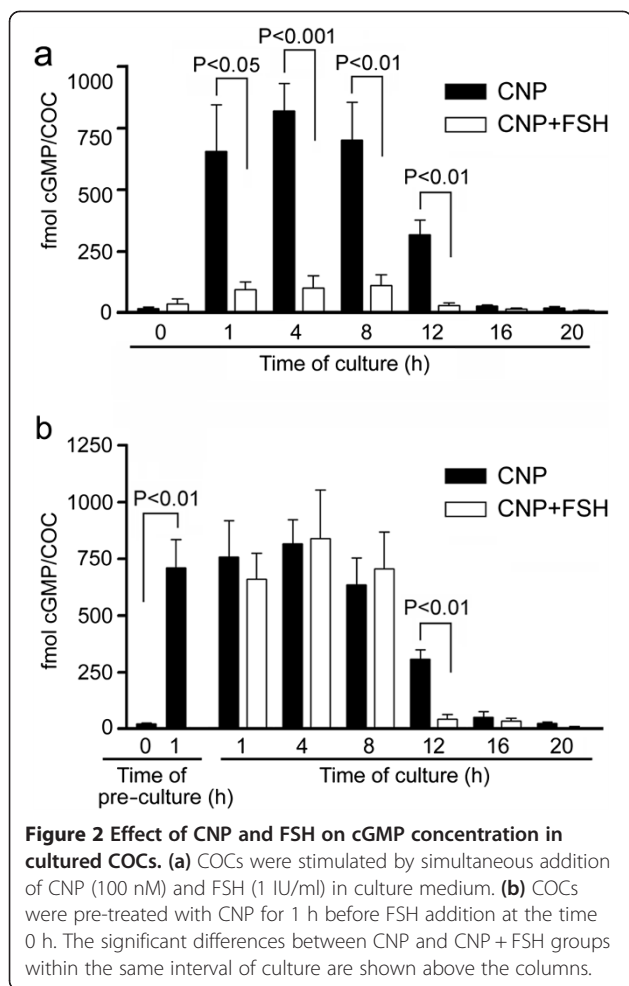 a
P<0.001
P<0.05
P<0.01
1000
CNP
CNP+FSH
750
P<0.01
500
250
0
fmol cGMP/COC
0 1 4 8 12 16 20
Time of culture (h)
b
1250
CNP
P<0.01
1000
CNP+FSH
750
P<0.01
500
250
0
fmol cGMP/COC
0 1 1 4 8 12 16 20
Time of pre-culture (h)
Time of culture (h)
Figure 2 Effect of CNP and FSH on cGMP concentration in
cultured COCs. (a) COCs were stimulated by simultaneous addition
of CNP (100 nM) and FSH (1 IU/ml) in culture medium. (b) COCs
were pre-treated with CNP for 1 h before FSH addition at the time
0 h. The significant differences between CNP and CNP + FSH groups
within the same interval of culture are shown above the columns.